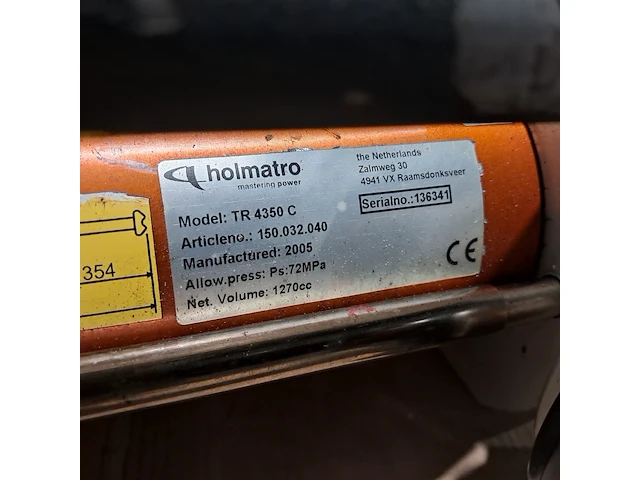 holmatro
mastering power
the Netherlands
Zalmweg 30
4941 VX Raamsdonksveer
Serialno.:136341
Model: TR 4350 C
Articleno.: 150.032.040
Manufactured: 2005
Allow.press: Ps:72MPa
Net. Volume: 1270cc
CE
354